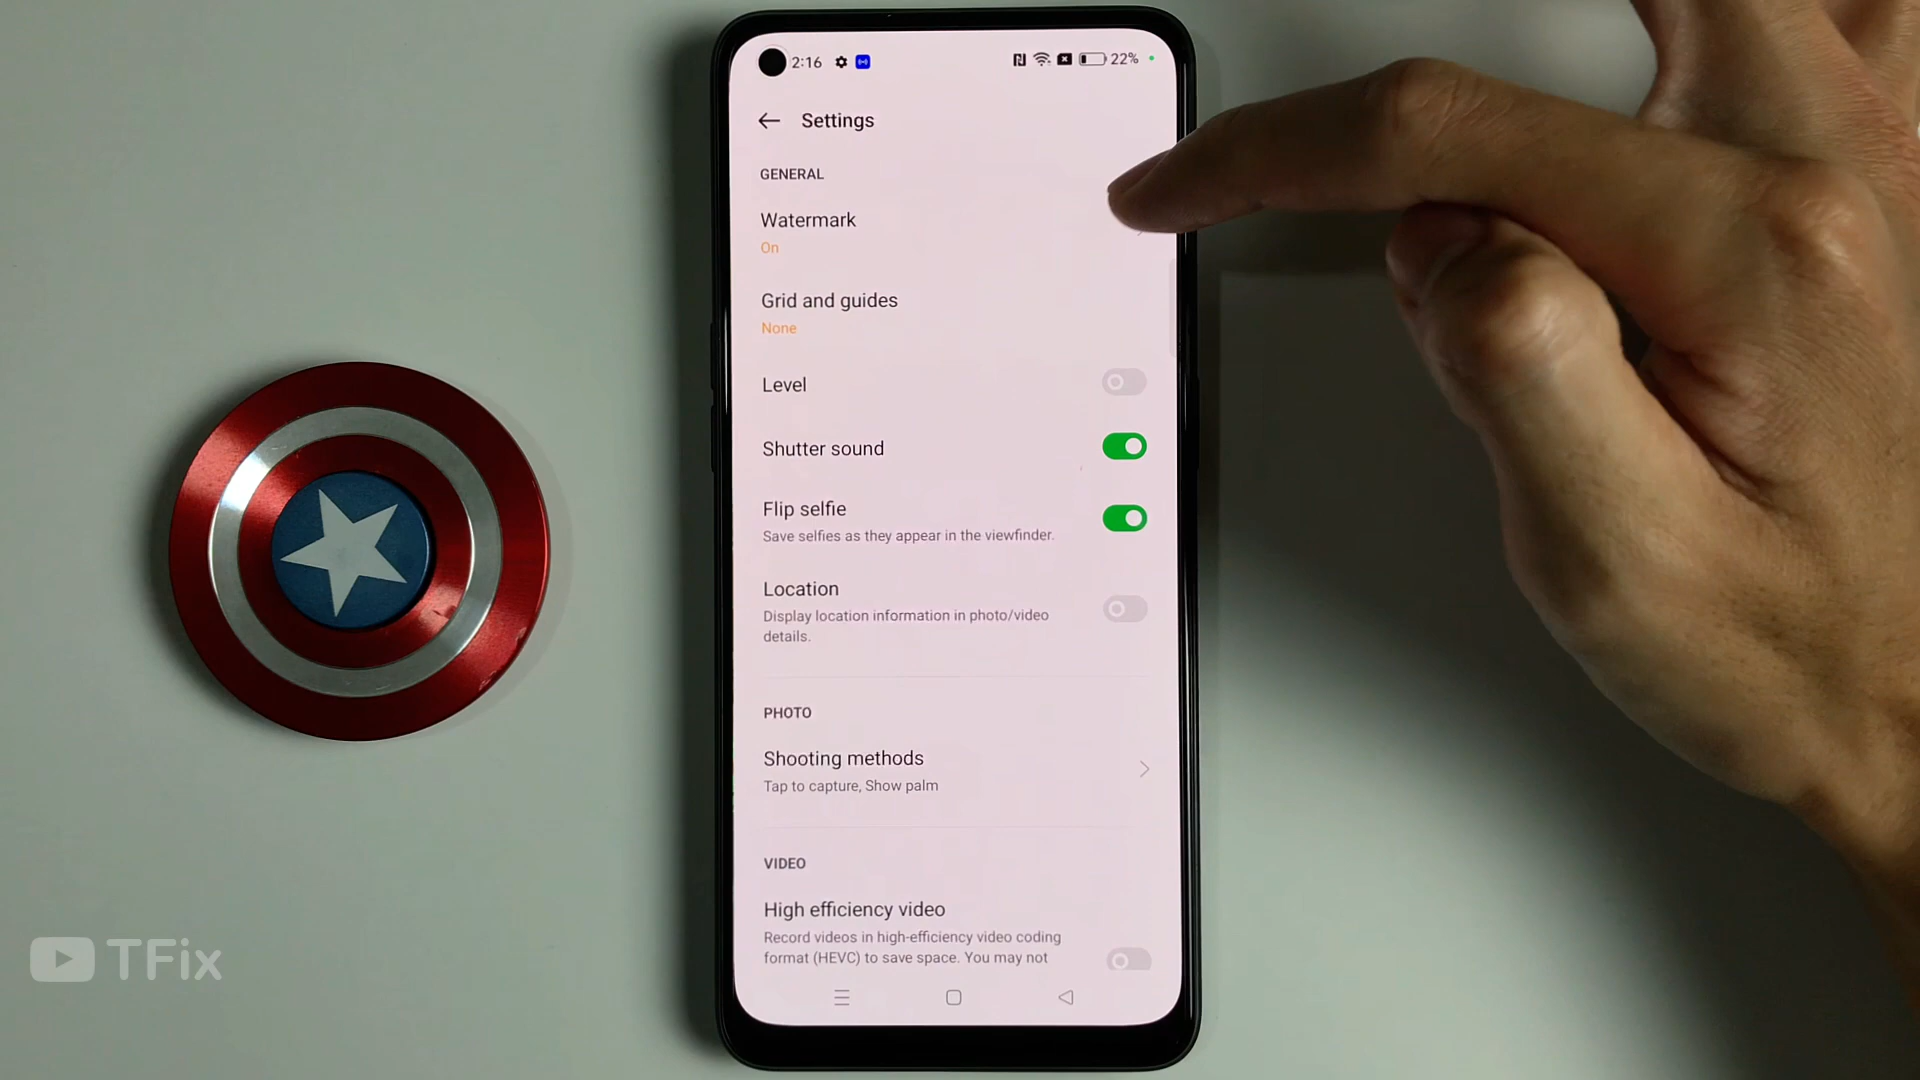 2:16 22%
Settings
GENERAL
Watermark
On
Grid and guides
None
Level
Shutter sound
Flip selfie
Save selfies as they appear in the viewfinder.
Location
Display location information in photo/video
details.
PHOTO
Shooting methods
Tap to capture, Show palm
VIDEO
High efficiency video
Record videos in high-efficiency video coding
format (HEVC) to save space. You may not
TFix